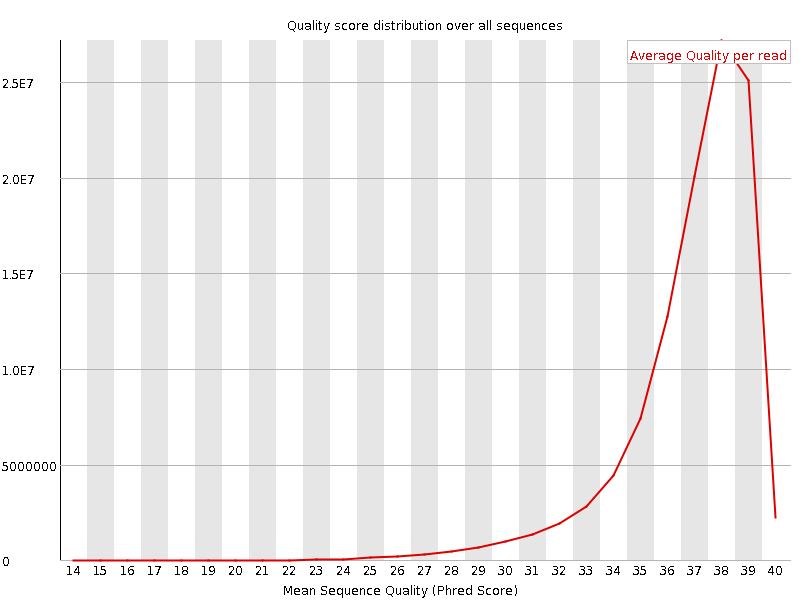 Quality score distribution over all sequences
Average Quality per read
2.5E7
2.0E7
1.5E7
1.0E7
5000000
0
14 15 16 17 18 19 20 21 22 23 24 25 26 27 28 29 30 31 32 33 34 35 36 37 38 39 40
Mean Sequence Quality (Phred Score)